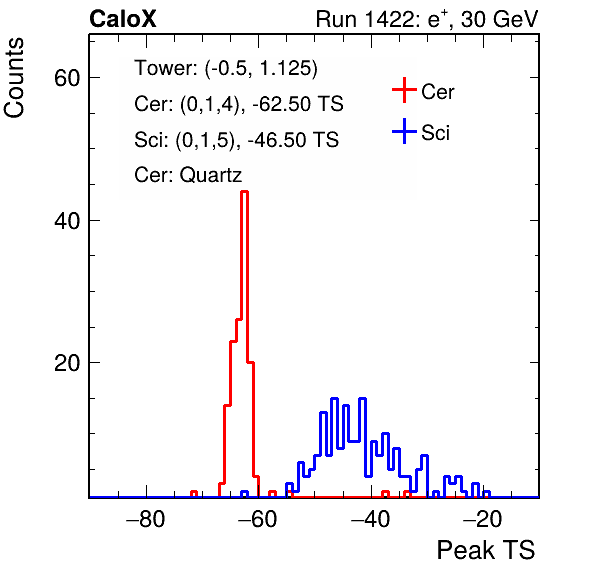 CaloX Run 1422: e⁺, 30 GeV
Counts
Tower: (-0.5, 1.125)
Cer: (0,1,4), -62.50 TS
Sci: (0,1,5), -46.50 TS
Cer: Quartz
Cer
Sci
60
40
20
−80 −60 −40 −20
Peak TS